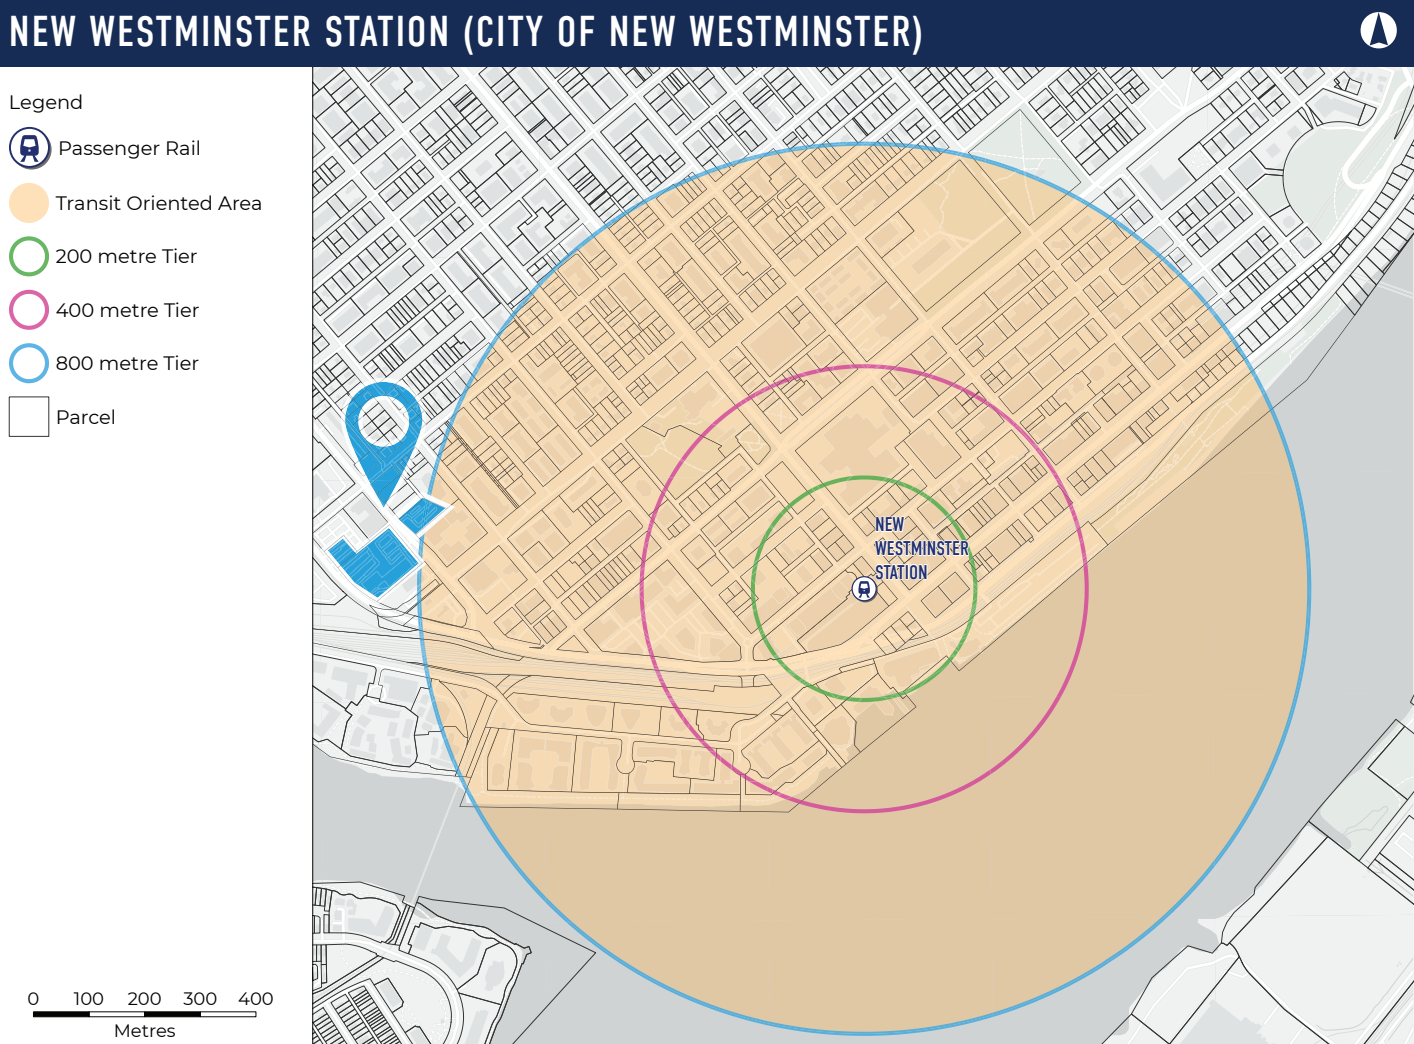 NEW WESTMINSTER STATION (CITY OF NEW WESTMINSTER)
Legend
Passenger Rail
Transit Oriented Area
200 metre Tier
400 metre Tier
800 metre Tier
Parcel
NEW
WESTMINSTER
STATION
0 100 200 300 400
Metres